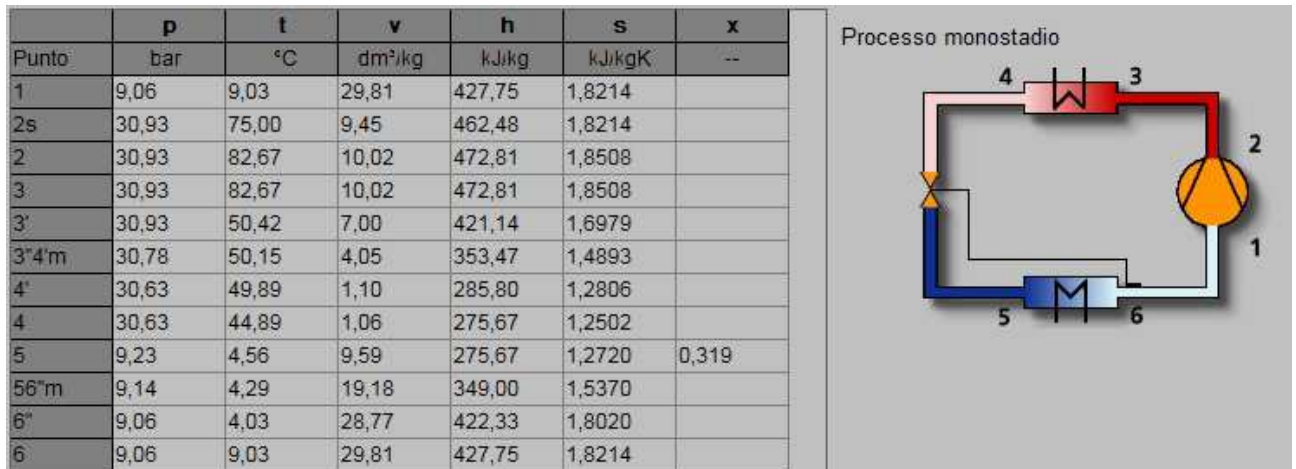 p t v h s x
Punto bar °C dm³/kg kJ/kg kJ/kgK --
1 9,06 9,03 29,81 427,75 1,8214
2s 30,93 75,00 9,45 462,48 1,8214
2 30,93 82,67 10,02 472,81 1,8508
3 30,93 82,67 10,02 472,81 1,8508
3' 30,93 50,42 7,00 421,14 1,6979
3"4'm 30,78 50,15 4,05 353,47 1,4893
4' 30,63 49,89 1,10 285,80 1,2806
4 30,63 44,89 1,06 275,67 1,2502
5 9,23 4,56 9,59 275,67 1,2720 0,319
56"m 9,14 4,29 19,18 349,00 1,5370
6" 9,06 4,03 28,77 422,33 1,8020
6 9,06 9,03 29,81 427,75 1,8214
Processo monostadio
4 3
2
1
5 6